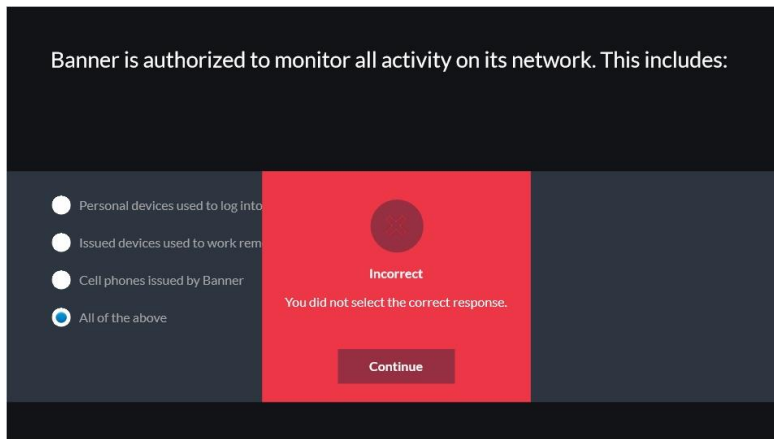 Banner is authorized to monitor all activity on its network. This includes:
Personal devices used to log into
Issued devices used to work rem
Cell phones issued by Banner
All of the above
Incorrect
You did not select the correct response.
Continue